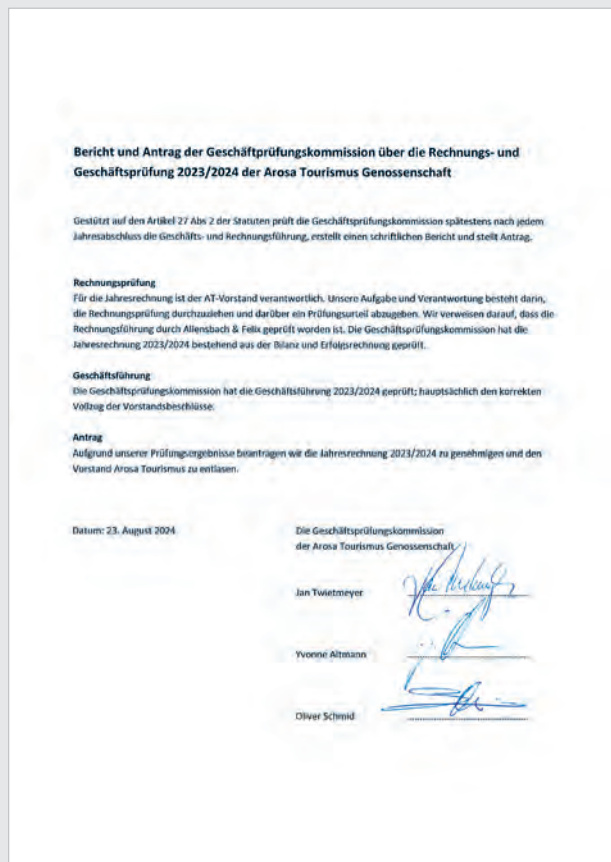 Bericht und Antrag der Geschäftprüfungskommission über die Rechnungs- und
Geschäftsprüfung 2023/2024 der Arosa Tourismus Genossenschaft
Gestützt auf den Artikel 27 Abs 2 der Statuten prüft die Geschäftsprüfungskommission spätestens nach jedem
Jahresabschluss die Geschäfts- und Rechnungsführung, erstellt einen schriftlichen Bericht und stellt Antrag.
Rechnungsprüfung
Für die Jahresrechnung ist der AT-Vorstand verantwortlich. Unsere Aufgabe und Verantwortung besteht darin,
die Rechnungsprüfung durchzuziehen und darüber ein Prüfungsurteil abzugeben. Wir verweisen darauf, dass die
Rechnungsführung durch Allensbach & Felix geprüft worden ist. Die Geschäftsprüfungskommission hat die
Jahresrechnung 2023/2024 bestehend aus der Bilanz und Erfolgsrechnung geprüft.
Geschäftsführung
Die Geschäftsprüfungskommission hat die Geschäftsführung 2023/2024 geprüft; hauptsächlich den korrekten
Vollzug der Vorstandsbeschlüsse.
Antrag
Aufgrund unserer Prüfungsergebnisse beantragen wir die Jahresrechnung 2023/2024 zu genehmigen und den
Vorstand Arosa Tourismus zu entlasen.
Datum: 23. August 2024
Die Geschäftsprüfungskommission
der Arosa Tourismus Genossenschaft
Jan Twietmeyer
Yvonne Altmann
Oliver Schmid